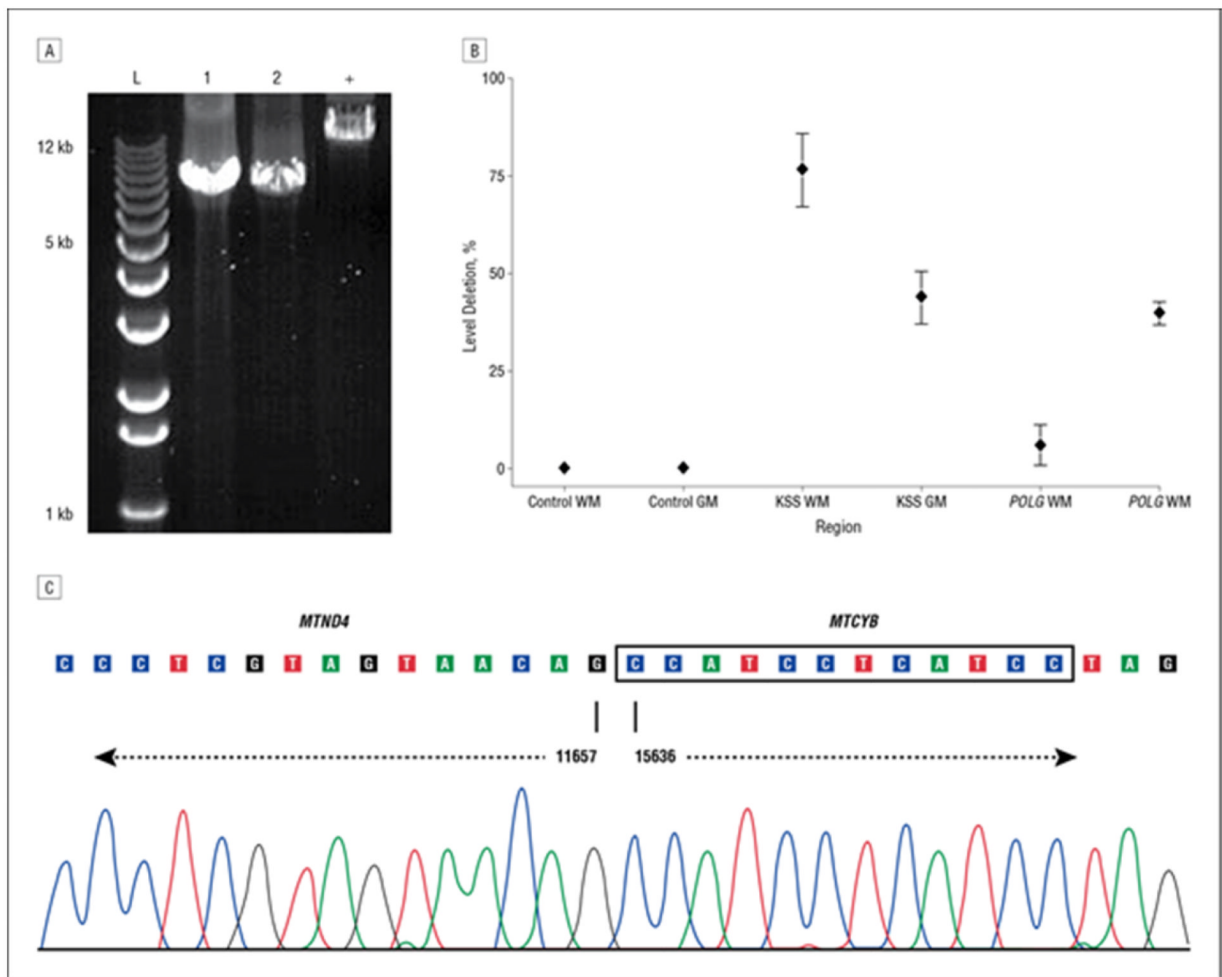 A
L 1 2 +
12 kb
5 kb
1 kb
B
100
75
50
25
0
Level Deletion, %
Control WM Control GM KSS WM KSS GM POLG WM POLG WM
Region
C
MTND4 MTCYB
C C C T C G T A G T A A C A G C C A T C C T C A T C C T A G
11657 15636